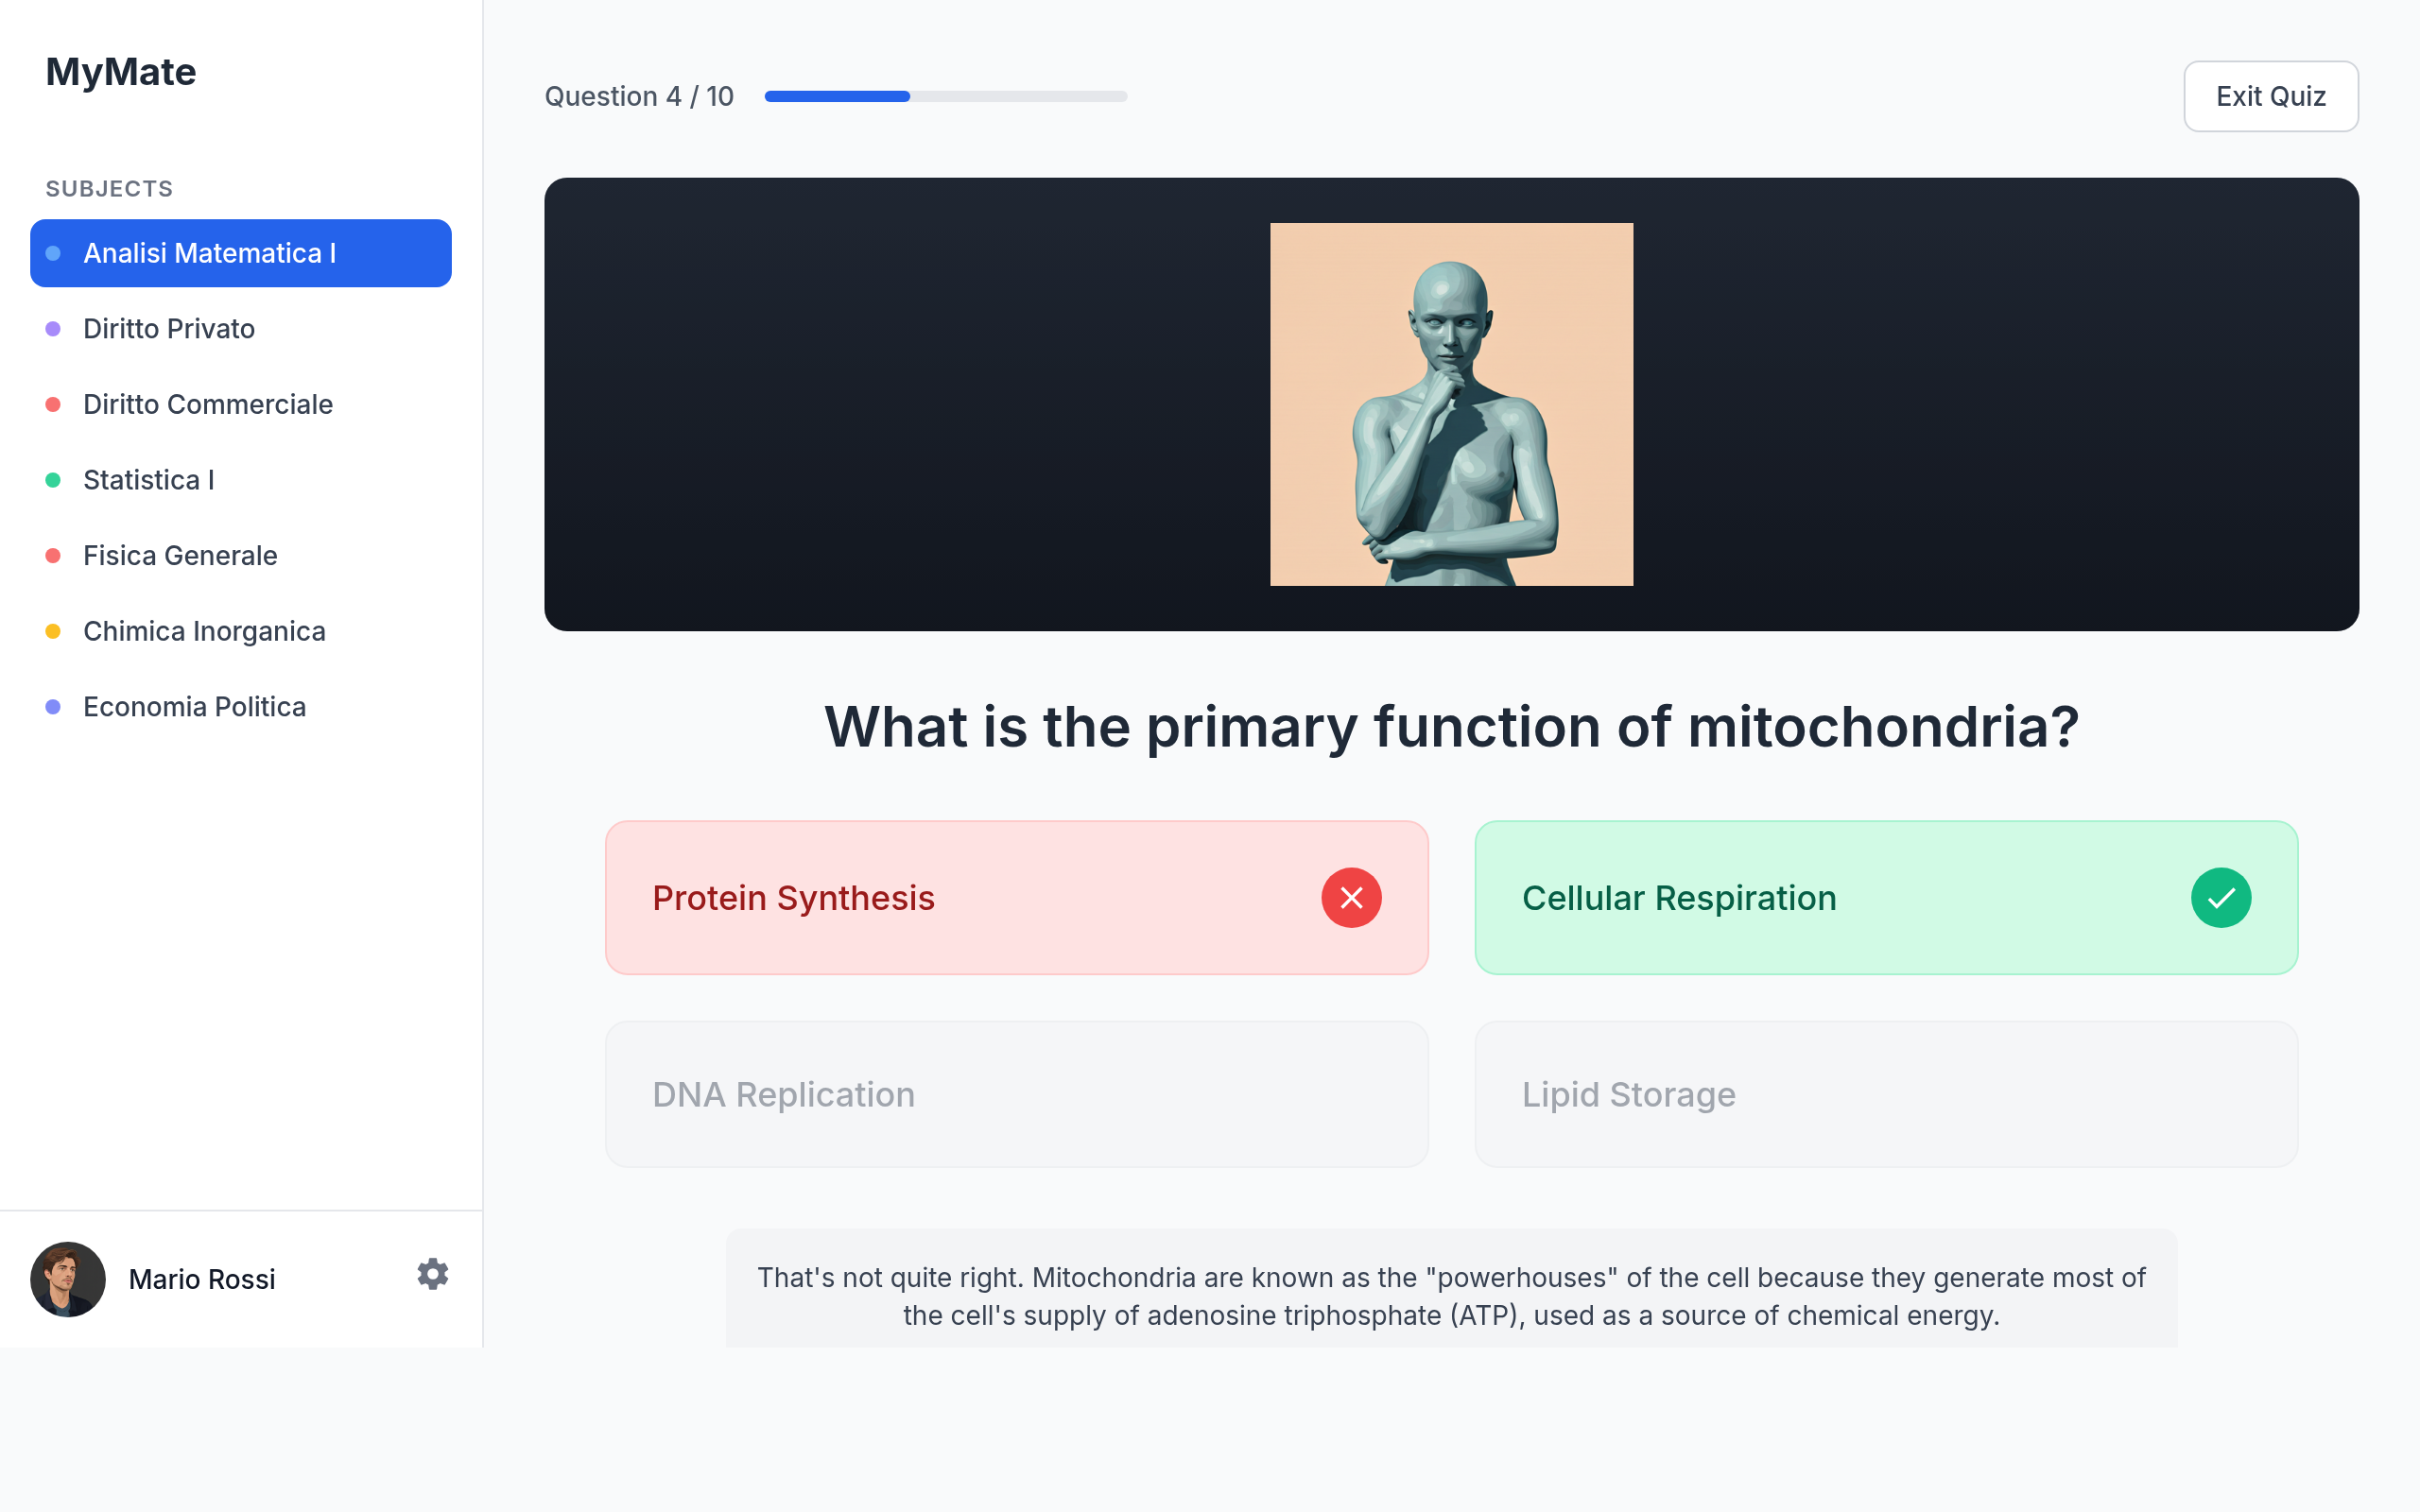 MyMate
SUBJECTS
Analisi Matematica I
Diritto Privato
Diritto Commerciale
Statistica I
Fisica Generale
Chimica Inorganica
Economia Politica
Mario Rossi
Question 4 / 10
Exit Quiz
What is the primary function of mitochondria?
Protein Synthesis
Cellular Respiration
DNA Replication
Lipid Storage
That's not quite right. Mitochondria are known as the "powerhouses" of the cell because they generate most of
the cell's supply of adenosine triphosphate (ATP), used as a source of chemical energy.